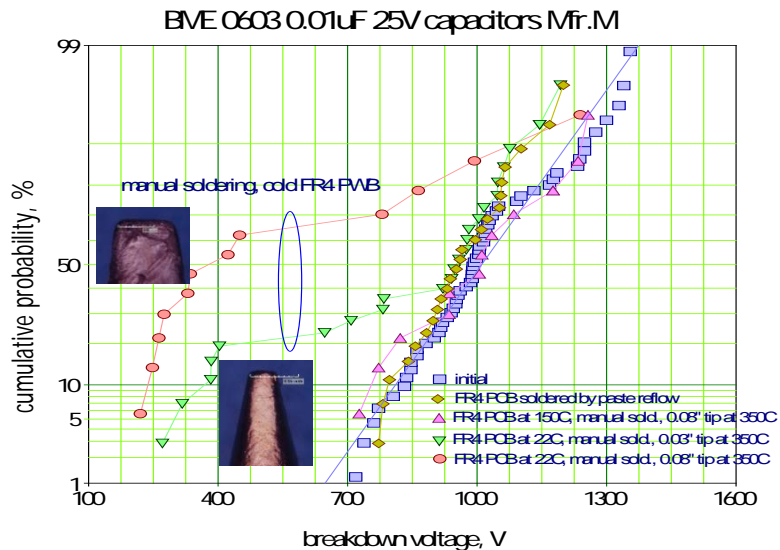 BME 0603 0.01uF 25V capacitors Mfr.M
cumulative probability, %
99
50
10
5
1
manual soldering, cold FR4 PWB
initial
FR4 PCB soldered by paste reflow
FR4 PCB at 150C, manual sold., 0.08" tip at 350C
FR4 PCB at 22C, manual sold., 0.03" tip at 350C
FR4 PCB at 22C, manual sold., 0.08" tip at 350C
100 400 700 1000 1300 1600
breakdown voltage, V